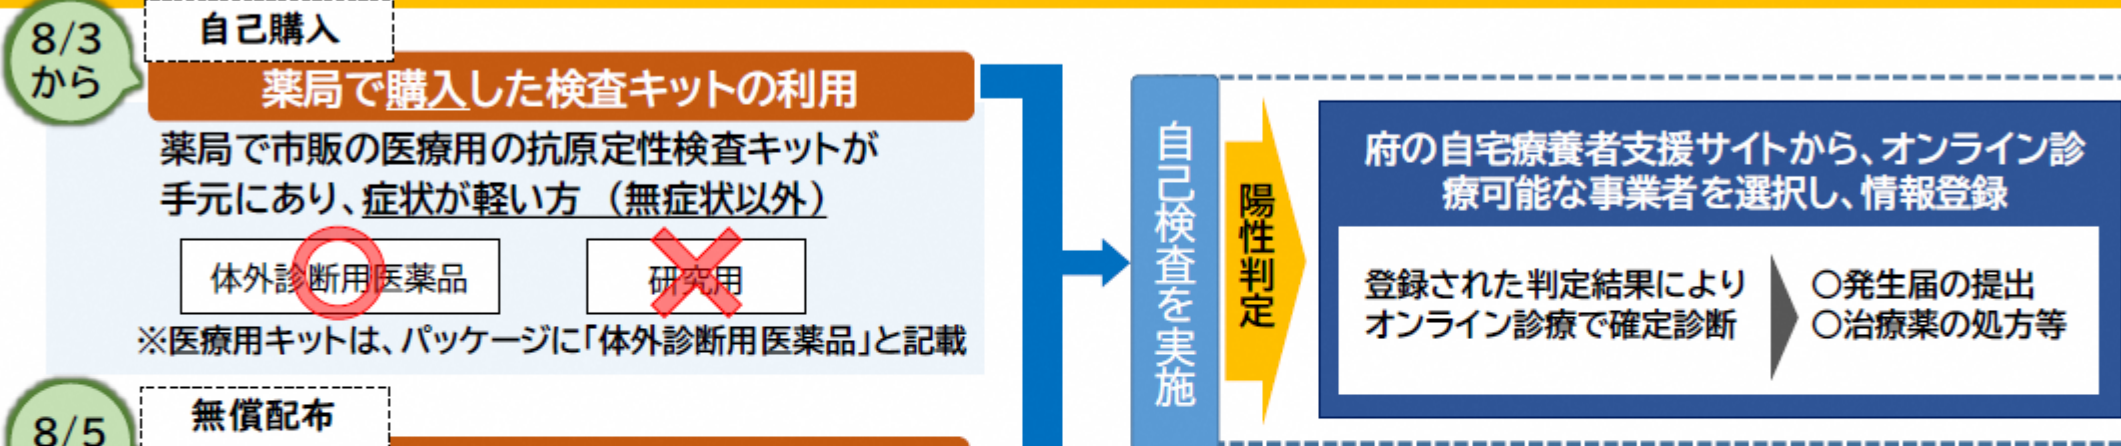 8/3
から
自己購入
薬局で購入した検査キットの利用
薬局で市販の医療用の抗原定性検査キットが
手元にあり、症状が軽い方 （無症状以外）
体外診断用医薬品
研究用
※医療用キットは、パッケージに「体外診断用医薬品」と記載
8/5
無償配布
自己検査を実施
陽性判定
府の自宅療養者支援サイトから、オンライン診
療可能な事業者を選択し、情報登録
登録された判定結果により
オンライン診療で確定診断
○発生届の提出
○治療薬の処方等